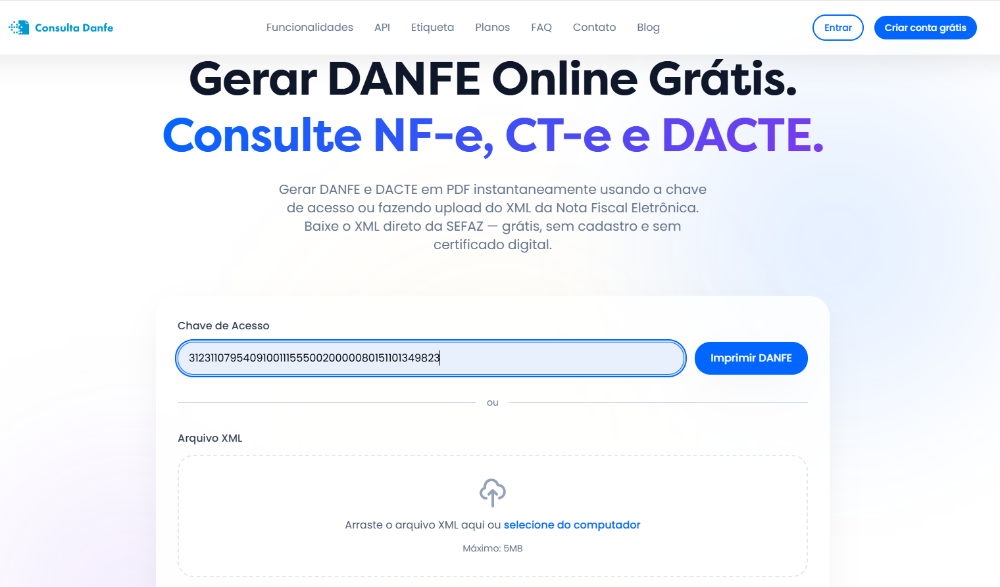 Consulta Danfe
Funcionalidades API Etiqueta Planos FAQ Contato Blog
Entrar Criar conta grátis
Gerar DANFE Online Grátis.
Consulte NF-e, CT-e e DACTE.
Gerar DANFE e DACTE em PDF instantaneamente usando a chave
de acesso ou fazendo upload do XML da Nota Fiscal Eletrônica.
Baixe o XML direto da SEFAZ — grátis, sem cadastro e sem
certificado digital.
Chave de Acesso
31231107954091001115550020000080151101349823
Imprimir DANFE
ou
Arquivo XML
Arraste o arquivo XML aqui ou selecione do computador
Máximo: 5MB